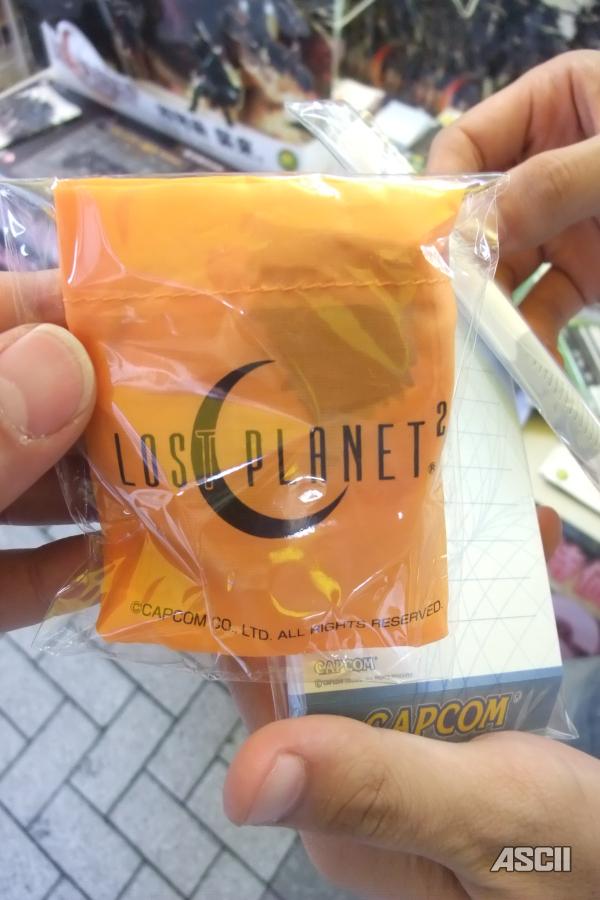 LOST PLANET 2®
©CAPCOM CO., LTD. ALL RIGHTS RESERVED.
CAPCOM®
CAPCOM®
ASCII